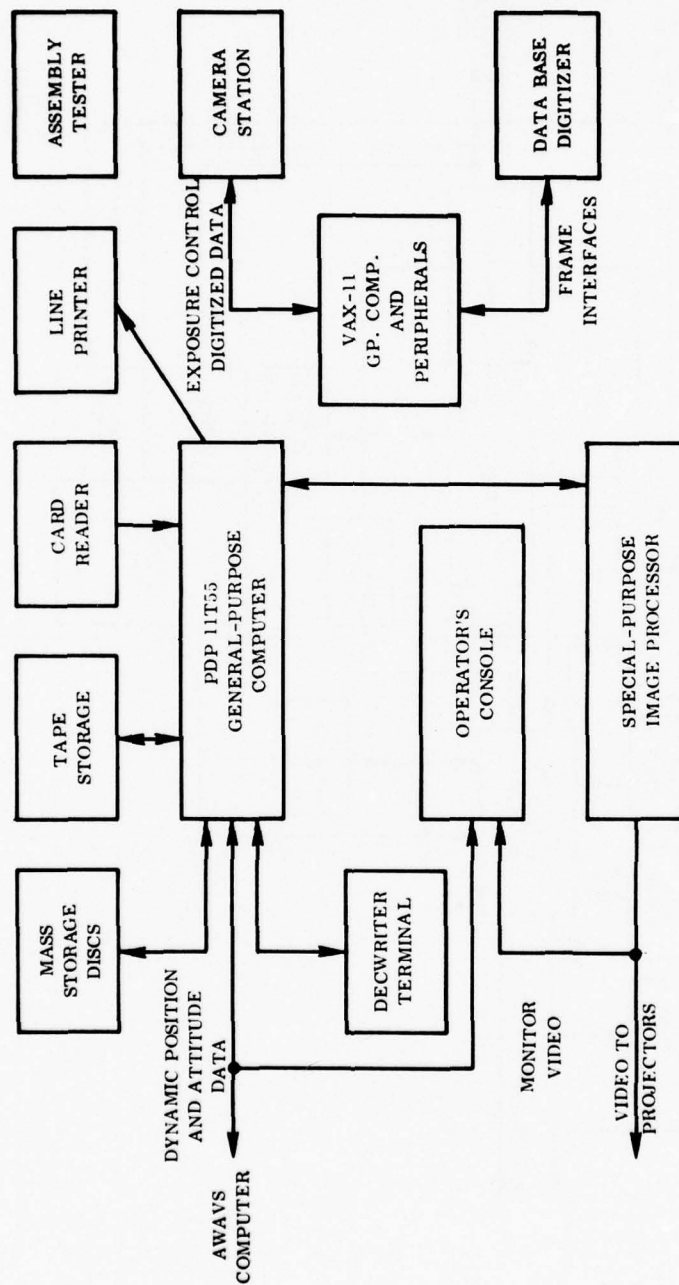 MASS
STORAGE
DISCS
TAPE
STORAGE
CARD
READER
LINE
PRINTER
ASSEMBLY
TESTER
DYNAMIC POSITION
AND ATTITUDE
DATA
AWAVS
COMPUTER
PDP 11T55
GENERAL-PURPOSE
COMPUTER
EXPOSURE CONTROL
DIGITIZED DATA
CAMERA
STATION
DECWRITER
TERMINAL
VAX-11
GP. COMP.
AND
PERIPHERALS
OPERATOR'S
CONSOLE
MONITOR
VIDEO
FRAME
INTERFACES
DATA BASE
DIGITIZER
VIDEO TO
PROJECTORS
SPECIAL-PURPOSE
IMAGE PROCESSOR